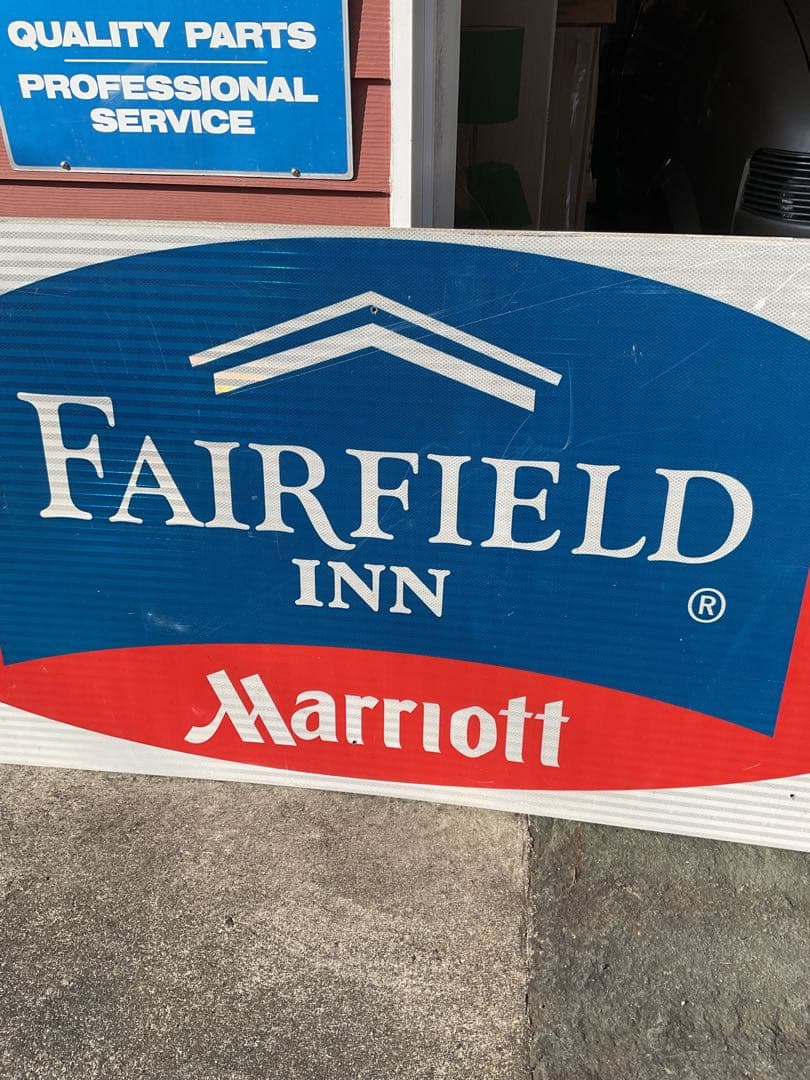 QUALITY PARTS
PROFESSIONAL
SERVICE
FAIRFIELD
INN
®
Marriott